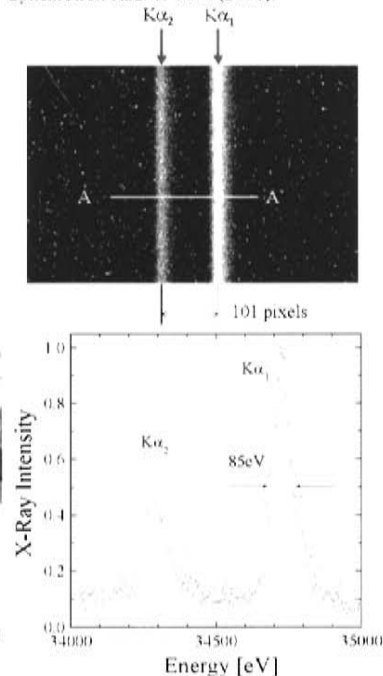 Kα₂ Kα₁
A A
101 pixels
1.0
Kα₁
0.8
Kα₂
0.6
85eV
0.4
0.2
0.0
X-Ray Intensity
34000 34500 35000
Energy [eV]